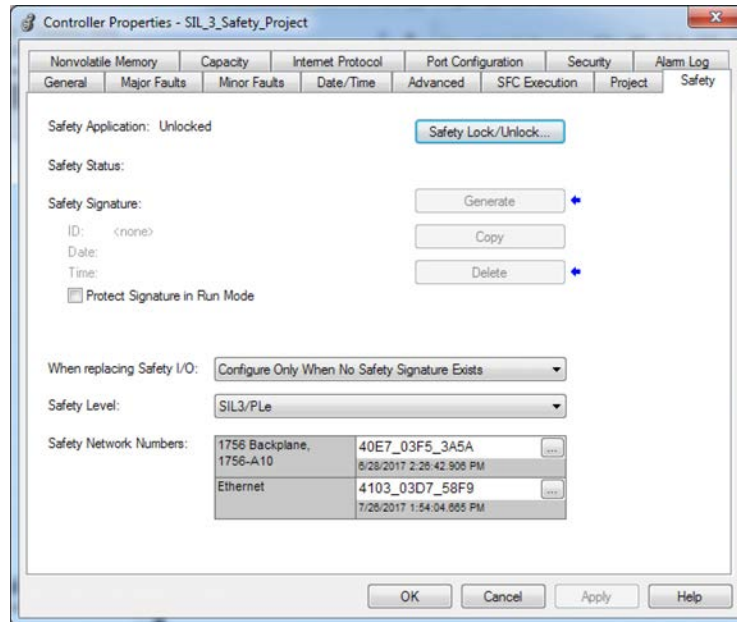 Controller Properties - SIL_3_Safety_Project
Nonvolatile Memory Capacity Internet Protocol Port Configuration Security Alarm Log
General Major Faults Minor Faults Date/Time Advanced SFC Execution Project Safety
Safety Application: Unlocked Safety Lock/Unlock...
Safety Status:
Safety Signature: Generate
ID: <none> Copy
Date:
Time: Delete
Protect Signature in Run Mode
When replacing Safety I/O: Configure Only When No Safety Signature Exists
Safety Level: SIL3/PLe
Safety Network Numbers: 1756 Backplane, 40E7_03F5_3A5A ...
1756-A10 6/28/2017 2:26:42.906 PM
Ethernet 4103_03D7_58F9 ...
7/26/2017 1:54:04.665 PM
OK Cancel Apply Help